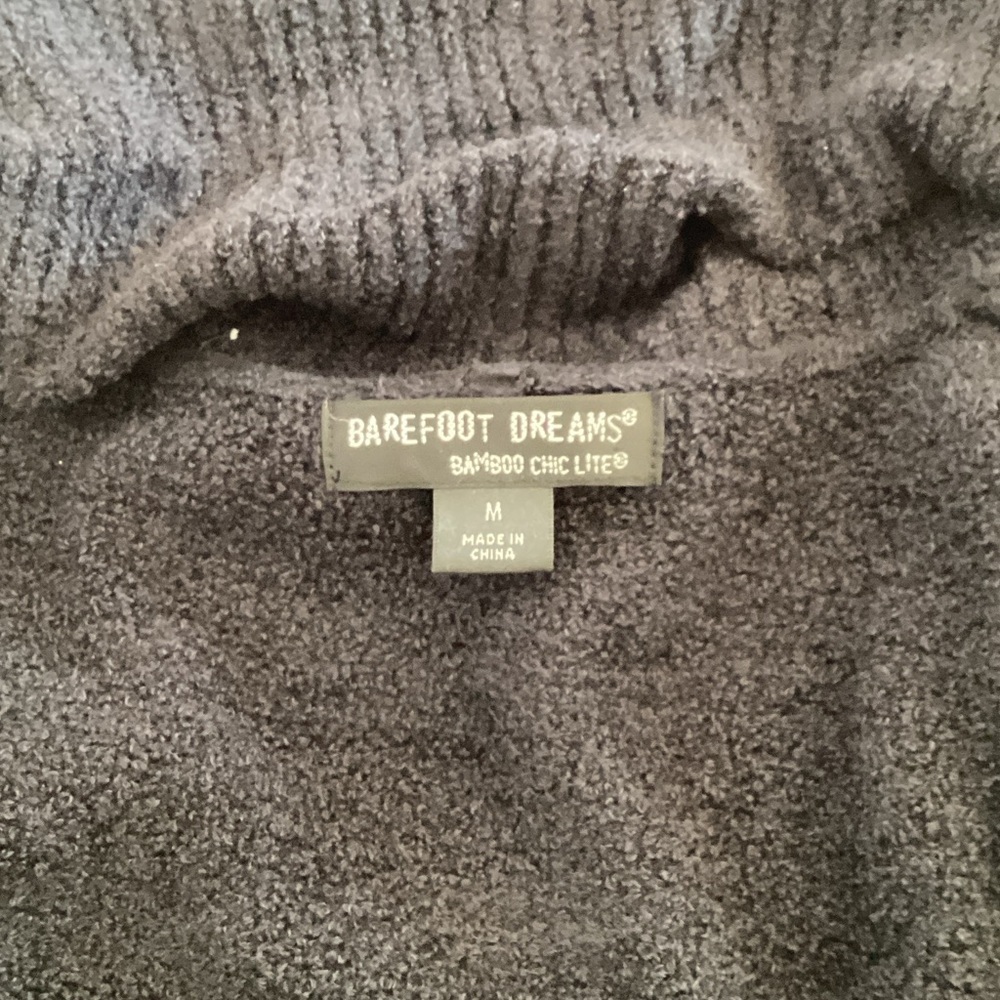 BAREFOOT DREAMS®
BAMBOO CHIC LITE®
M
MADE IN
CHINA